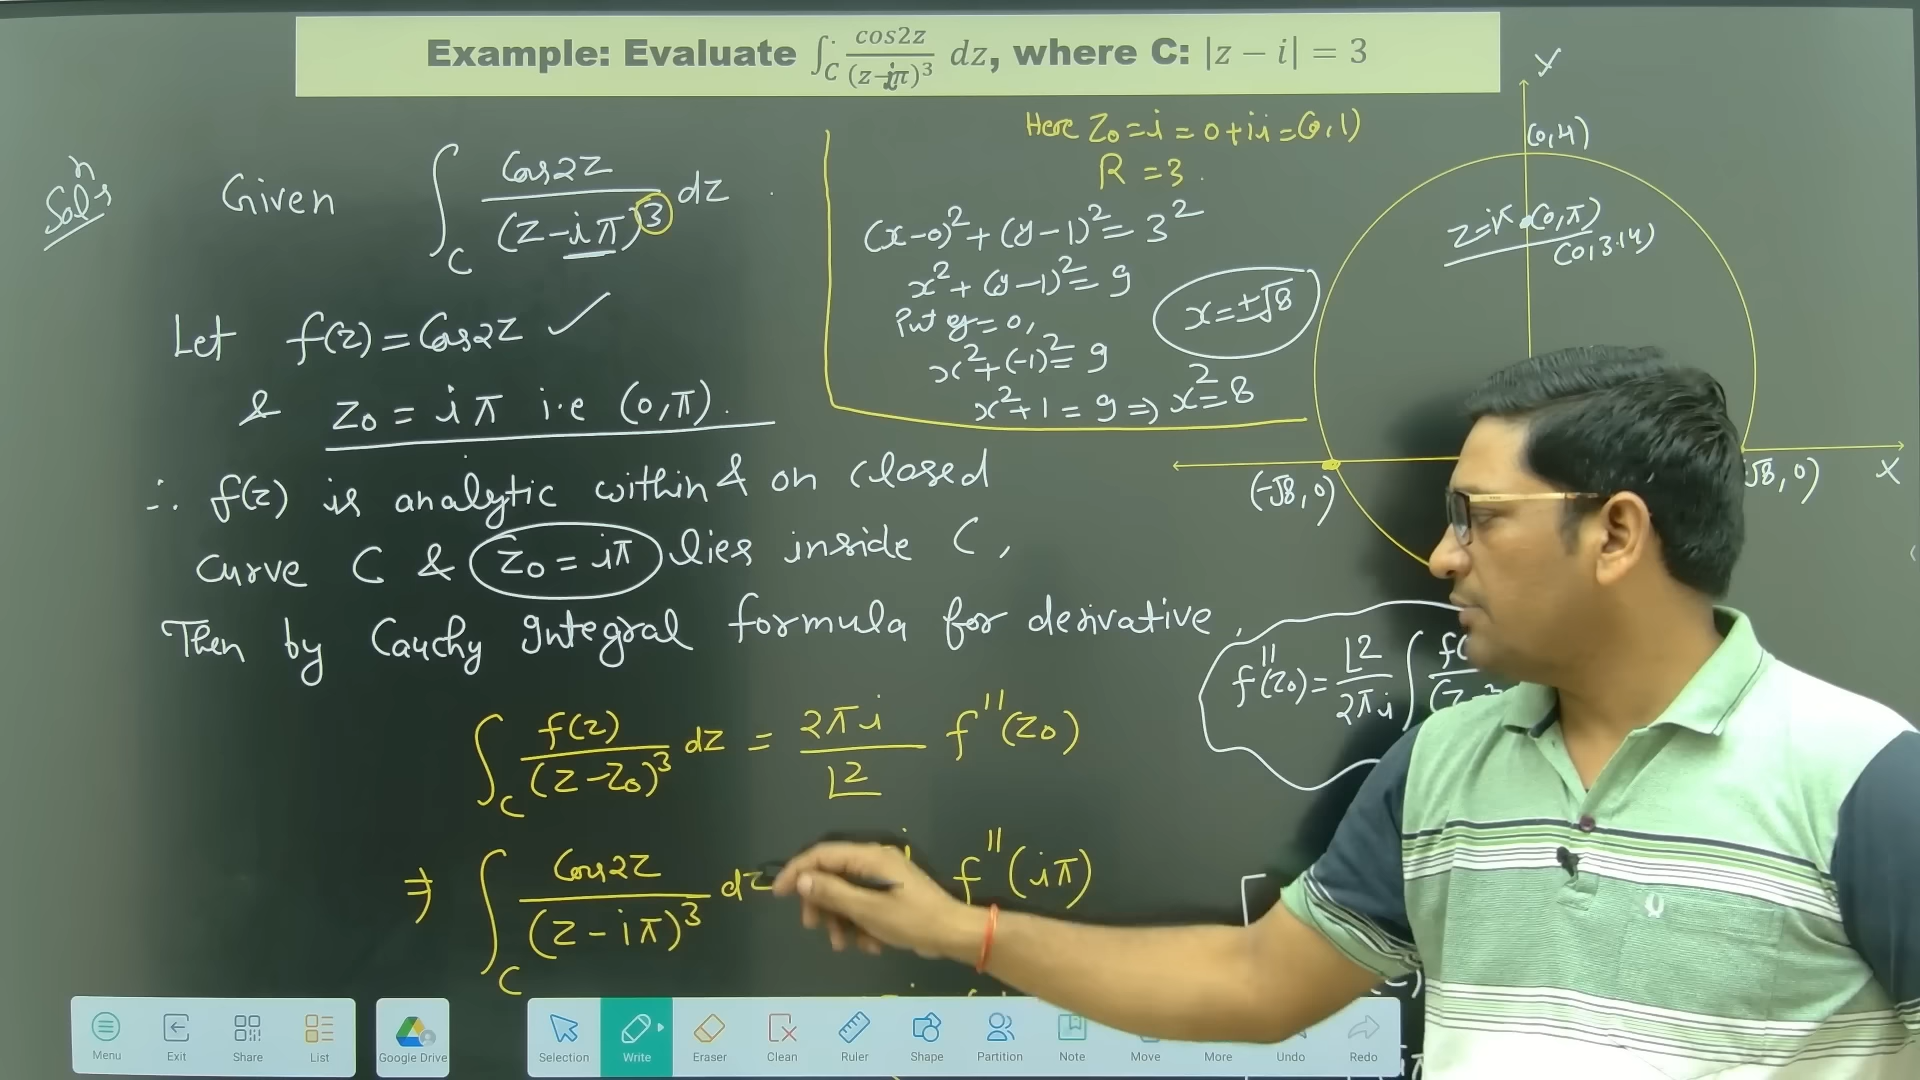 Example: Evaluate ∫_C cos2z/(z-iπ)³ dz, where C: |z − i| = 3
Solⁿ
Given ∫_C Cos2z/(z-iπ)³ dz
Let f(z) = Cos2z ✓
& z₀ = iπ i.e (0,π).
∴ f(z) is analytic within & on closed
curve C & z₀ = iπ lies inside C,
Then by Cauchy Integral formula for derivative,
∫_C f(z)/(z-z₀)³ dz = 2πi/⌊2 f''(z₀)
⇒ ∫_C Cos2z/(z-iπ)³ dz f''(iπ)
Here z₀ = i = 0+1i = (0,1)
R = 3.
(x-0)² + (y-1)² = 3²
x² + (y-1)² = 9
Put y = 0,
x² + (-1)² = 9
x² + 1 = 9 ⇒ x² = 8
x = ±√8
Y
(0,4)
z=iπ (0,π)
(0,3.14)
(-√8,0)
√8,0)
X
f''(z₀) = ⌊2/2πi ∫
Menu
Exit
Share
List
Google Drive
Selection
Write
Eraser
Clean
Ruler
Shape
Partition
Note
Move
More
Undo
Redo